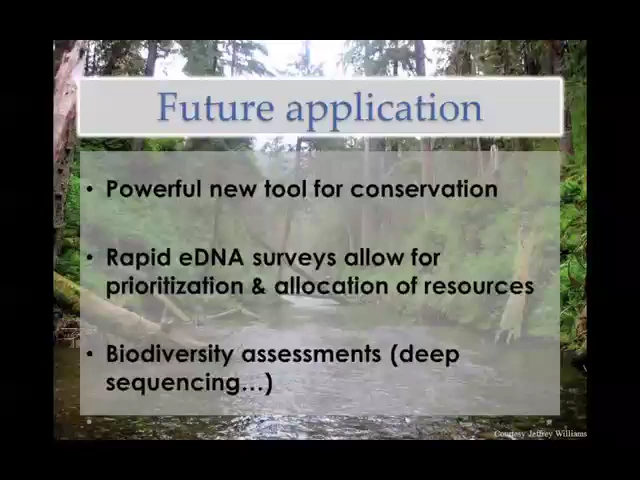 Future application
• Powerful new tool for conservation
• Rapid eDNA surveys allow for
prioritization & allocation of resources
• Biodiversity assessments (deep
sequencing…)
Courtesy Jeffrey Williams